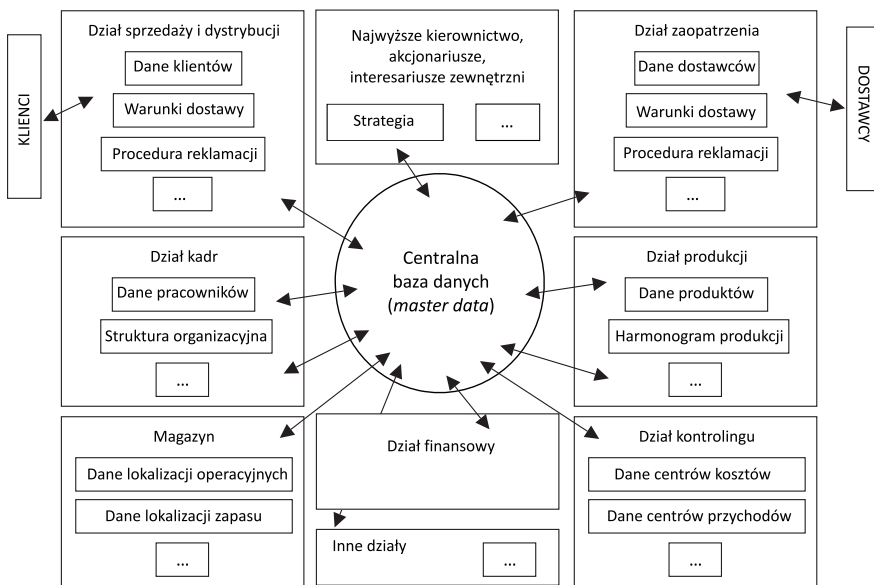 KLIENCI
Dział sprzedaży i dystrybucji
Dane klientów
Warunki dostawy
Procedura reklamacji
...
Najwyższe kierownictwo,
akcjonariusze,
interesariusze zewnętrzni
Strategia
...
Dział zaopatrzenia
Dane dostawców
Warunki dostawy
Procedura reklamacji
...
DOSTAWCY
Dział kadr
Dane pracowników
Struktura organizacyjna
...
Centralna
baza danych
(master data)
Dział produkcji
Dane produktów
Harmonogram produkcji
...
Magazyn
Dane lokalizacji operacyjnych
Dane lokalizacji zapasu
...
Dział finansowy
Inne działy
...
Dział kontrolingu
Dane centrów kosztów
Dane centrów przychodów
...